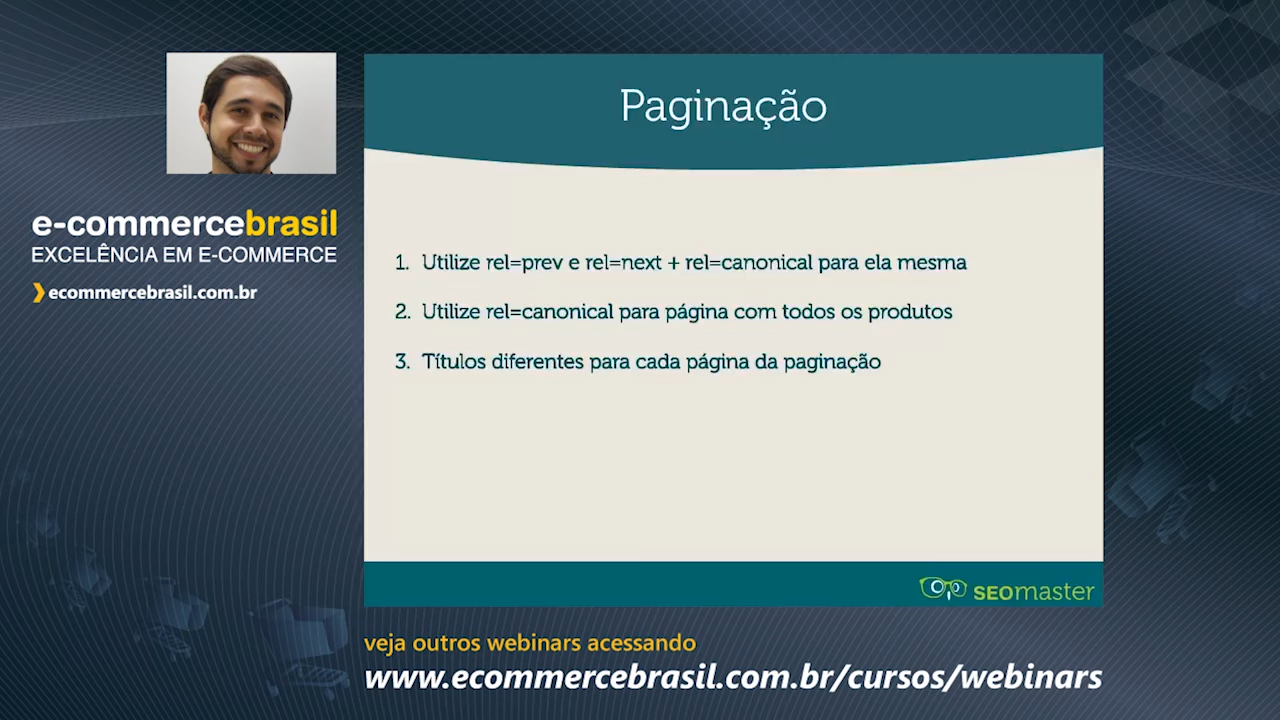 e-commercebrasil
EXCELÊNCIA EM E-COMMERCE
ecommercebrasil.com.br
Paginação
1. Utilize rel=prev e rel=next + rel=canonical para ela mesma
2. Utilize rel=canonical para página com todos os produtos
3. Títulos diferentes para cada página da paginação
SEOmaster
veja outros webinars acessando
www.ecommercebrasil.com.br/cursos/webinars